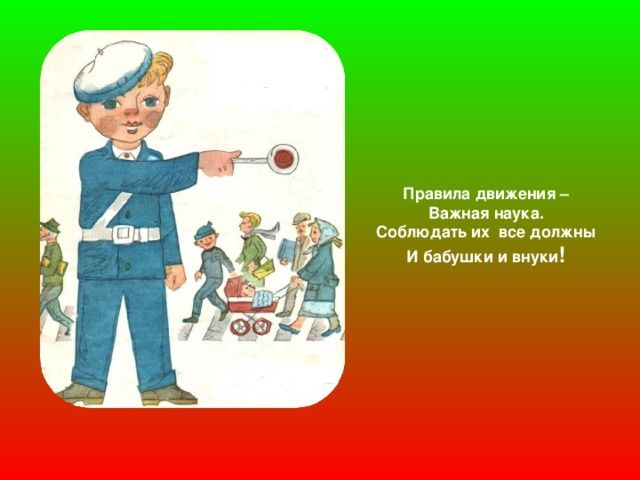 Правила движения –
Важная наука.
Соблюдать их все должны
И бабушки и внуки!